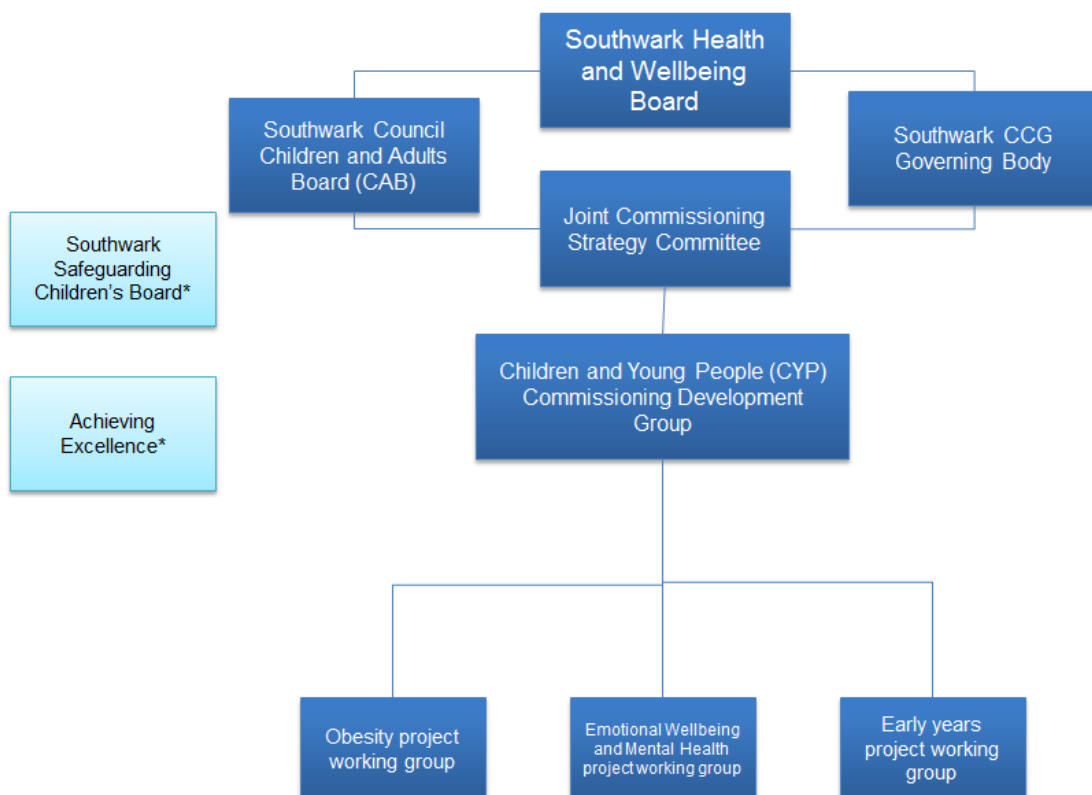 Southwark Health
and Wellbeing
Board
Southwark Council
Children and Adults
Board (CAB)
Southwark CCG
Governing Body
Joint Commissioning
Strategy Committee
Southwark
Safeguarding
Children's Board*
Children and Young People (CYP)
Commissioning Development
Group
Achieving
Excellence*
Obesity project
working group
Emotional Wellbeing
and Mental Health
project working group
Early years
project working
group